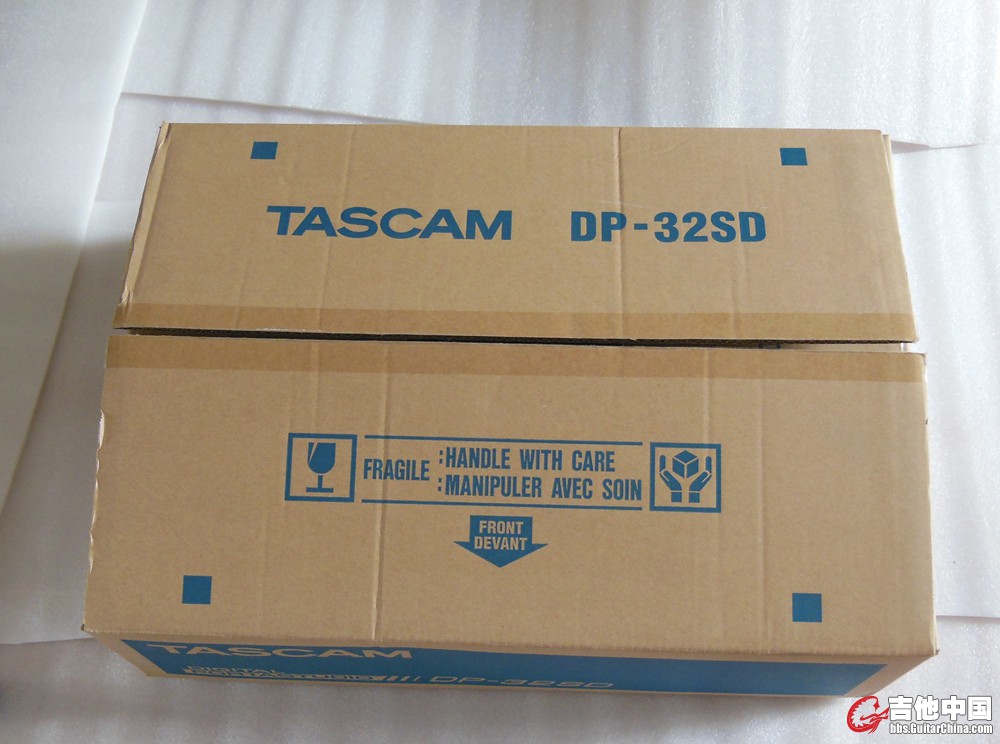 TASCAM DP-32SD
FRAGILE
:HANDLE WITH CARE
:MANIPULER AVEC SOIN
FRONT
DEVANT
TASCAM
DIGITAL
PORTASTUDIO //// DP-32SD
吉他中国
bbs.GuitarChina.com